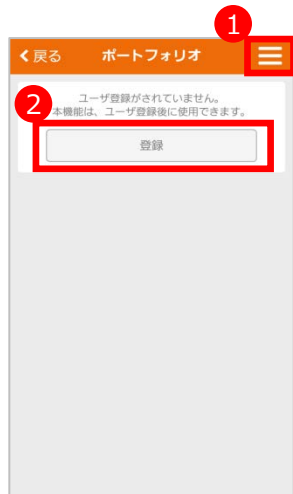 1
戻る ポートフォリオ
2
ユーザ登録がされていません。
本機能は、ユーザ登録後に使用できます。
登録